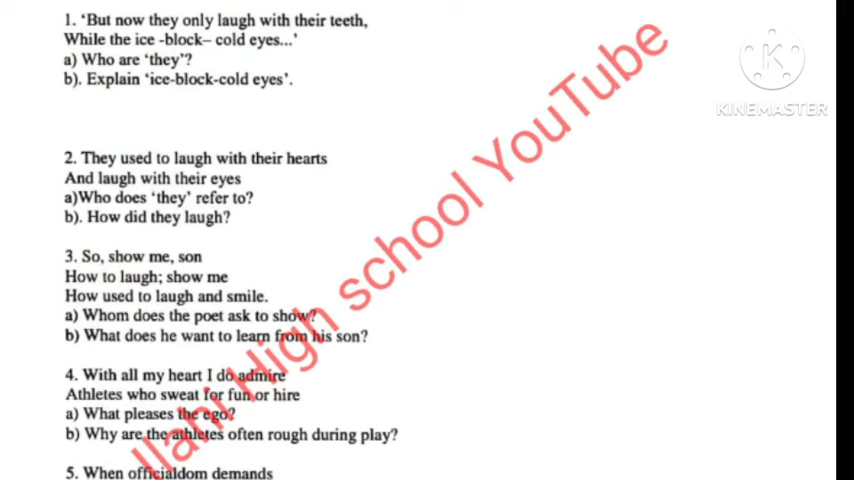 1. ‘But now they only laugh with their teeth,
While the ice -block– cold eyes...’
a) Who are ‘they’?
b). Explain ‘ice-block-cold eyes’.
2. They used to laugh with their hearts
And laugh with their eyes
a)Who does ‘they’ refer to?
b). How did they laugh?
3. So, show me, son
How to laugh; show me
How used to laugh and smile.
a) Whom does the poet ask to show?
b) What does he want to learn from his son?
4. With all my heart I do admire
Athletes who sweat for fun or hire
a) What pleases the ego?
b) Why are the athletes often rough during play?
5. When officialdom demands
Ilahi High school YouTube
K
KINEMASTER